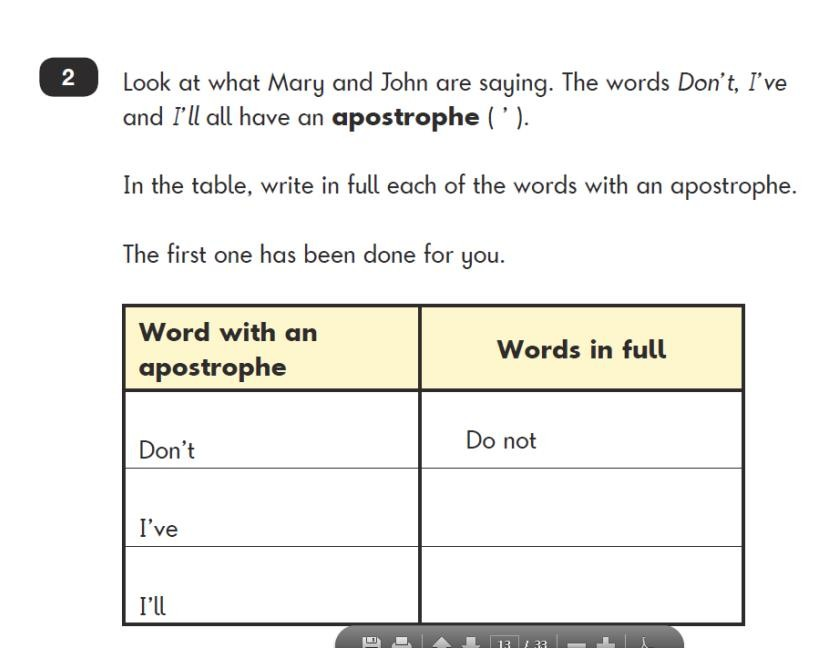 2
Look at what Mary and John are saying. The words Don't, I've
and I'll all have an apostrophe ( ' ).
In the table, write in full each of the words with an apostrophe.
The first one has been done for you.
Word with an
apostrophe
Words in full
Don't
Do not
I've
I'll
13 / 33